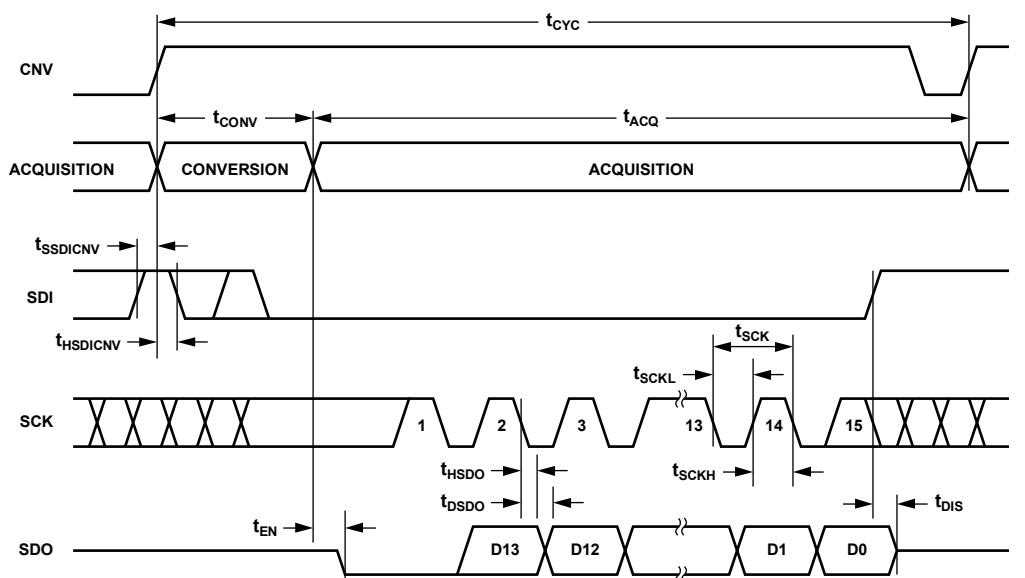 tCYC
CNV
tCONV
tACQ
ACQUISITION CONVERSION ACQUISITION
tSSDICNV
SDI
tHSDICNV
tSCK
tSCKL
SCK 1 2 3 13 14 15
tHSDO
tSCKH
tDSDO
tDIS
tEN
SDO D13 D12 D1 D0